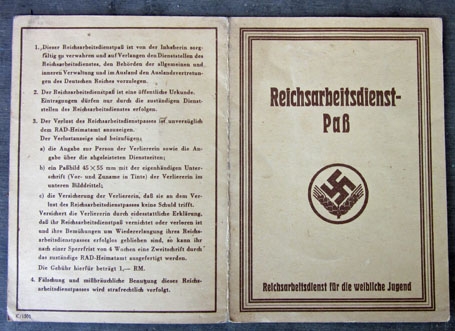 1. Dieser Reichsarbeitdienstpaß ist von der Inhaberin sorg-
fältig zu verwahren und auf Verlangen den Dienststellen des
Reichsarbeitsdienstes, den Behörden der allgemeinen und
inneren Verwaltung und im Ausland den Auslandsvertretun-
gen des Deutschen Reiches vorzulegen.
2. Der Reichsarbeitsdienstpaß ist eine öffentliche Urkunde.
Eintragungen dürfen nur durch die zuständigen Dienst-
stellen des Reichsarbeitsdienstes erfolgen.
3. Der Verlust des Reichsarbeitsdienstpasses ist unverzüglich
dem RAD-Heimatamt anzuzeigen.
Der Verlustanzeige sind beizufügen:
a) die Angabe zur Person der Verliererin sowie die An-
gabe über die abgeleisteten Dienstzeiten;
b) ein Paßbild 45 × 55 mm mit der eigenhändigen Unter-
schrift (Vor- und Zuname in Tinte) der Verliererin im
unteren Bilddrittel;
c) die Versicherung der Verliererin, daß sie an dem Ver-
lust des Reichsarbeitsdienstpasses keine Schuld trifft.
Versichert die Verliererin durch eidesstattliche Erklärung,
daß ihr Reichsarbeitsdienstpaß vernichtet oder verloren ist
und ihre Bemühungen um Wiedererlangung ihres Reichs-
arbeitsdienstpasses erfolglos geblieben sind, so kann ihr
nach einer Sperrfrist von 4 Wochen eine Zweitschrift durch
das zuständige RAD-Heimatamt ausgefertigt werden.
Die Gebühr hierfür beträgt 1,— RM.
4. Fälschung und mißbräuchliche Benutzung dieses Reichs-
arbeitsdienstpasses wird strafrechtlich verfolgt.
Reichsarbeitsdienst-
Paß
Reichsarbeitsdienst für die weibliche Jugend